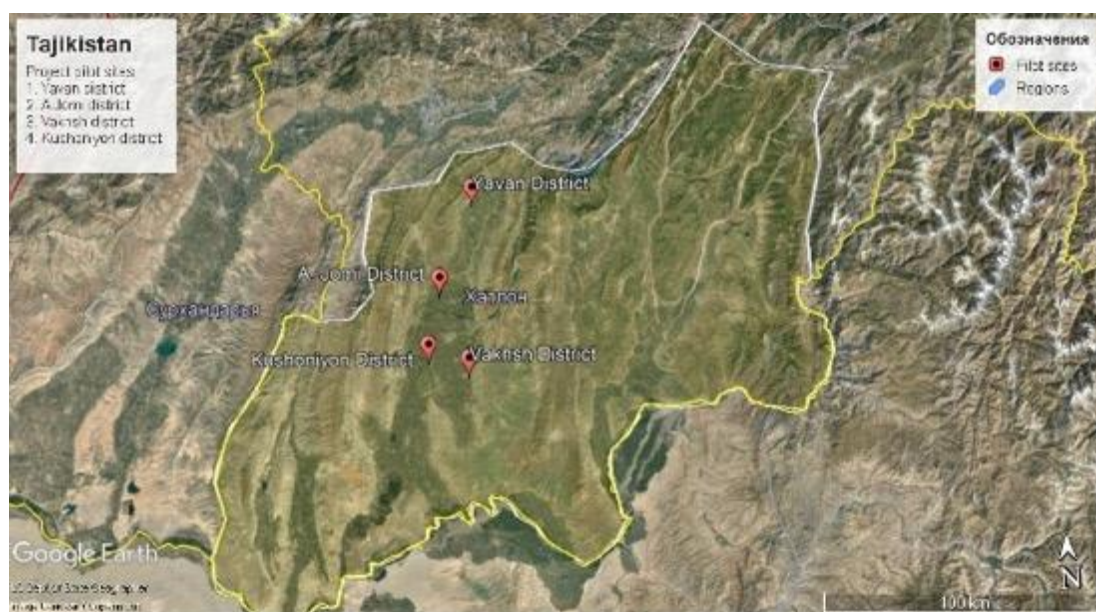 Tajikistan
Project pilot sites
1. Yavan district
2. A.Jomi district
3. Vakhsh district
4. Kushoniyon district
Обозначения
Pilot sites
Regions
Yavan District
A. Jomi District
Хатлон
Сурхандарья
Kushoniyon District
Vakhsh District
Google Earth
100 km
N